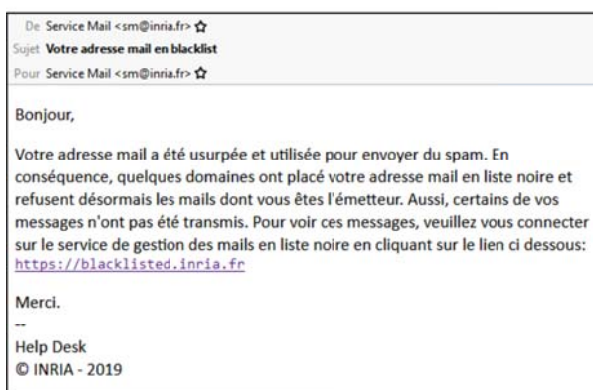 De Service Mail <sm@inria.fr> ☆
Sujet Votre adresse mail en blacklist
Pour Service Mail <sm@inria.fr> ☆
Bonjour,
Votre adresse mail a été usurpée et utilisée pour envoyer du spam. En
conséquence, quelques domaines ont placé votre adresse mail en liste noire et
refusent désormais les mails dont vous êtes l'émetteur. Aussi, certains de vos
messages n'ont pas été transmis. Pour voir ces messages, veuillez vous connecter
sur le service de gestion des mails en liste noire en cliquant sur le lien ci dessous:
https://blacklisted.inria.fr
Merci.
--
Help Desk
© INRIA - 2019